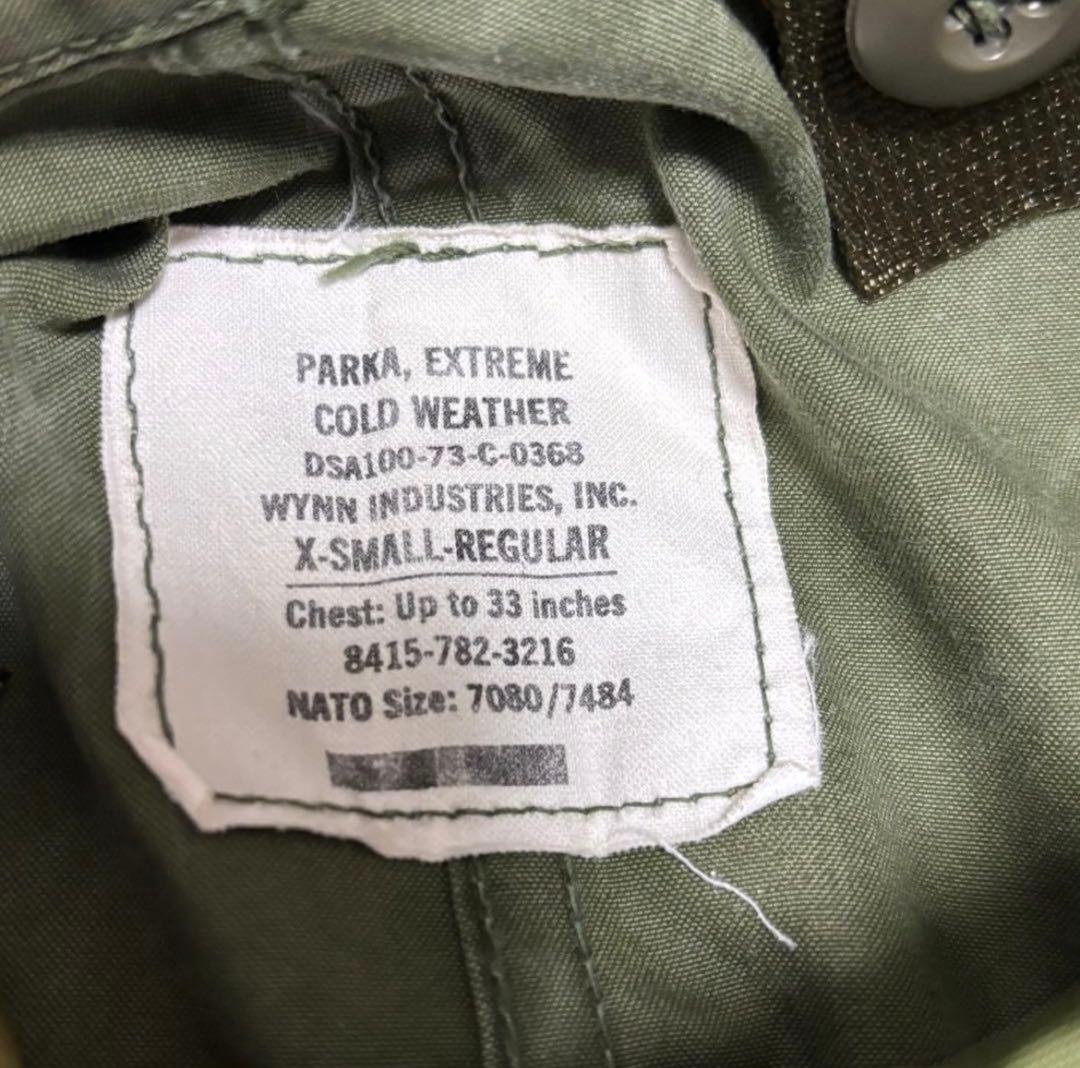 PARKA, EXTREME
COLD WEATHER
DSA100-73-C-0368
WYNN INDUSTRIES, INC.
X-SMALL-REGULAR
Chest: Up to 33 inches
8415-782-3216
NATO Size: 7080/7484